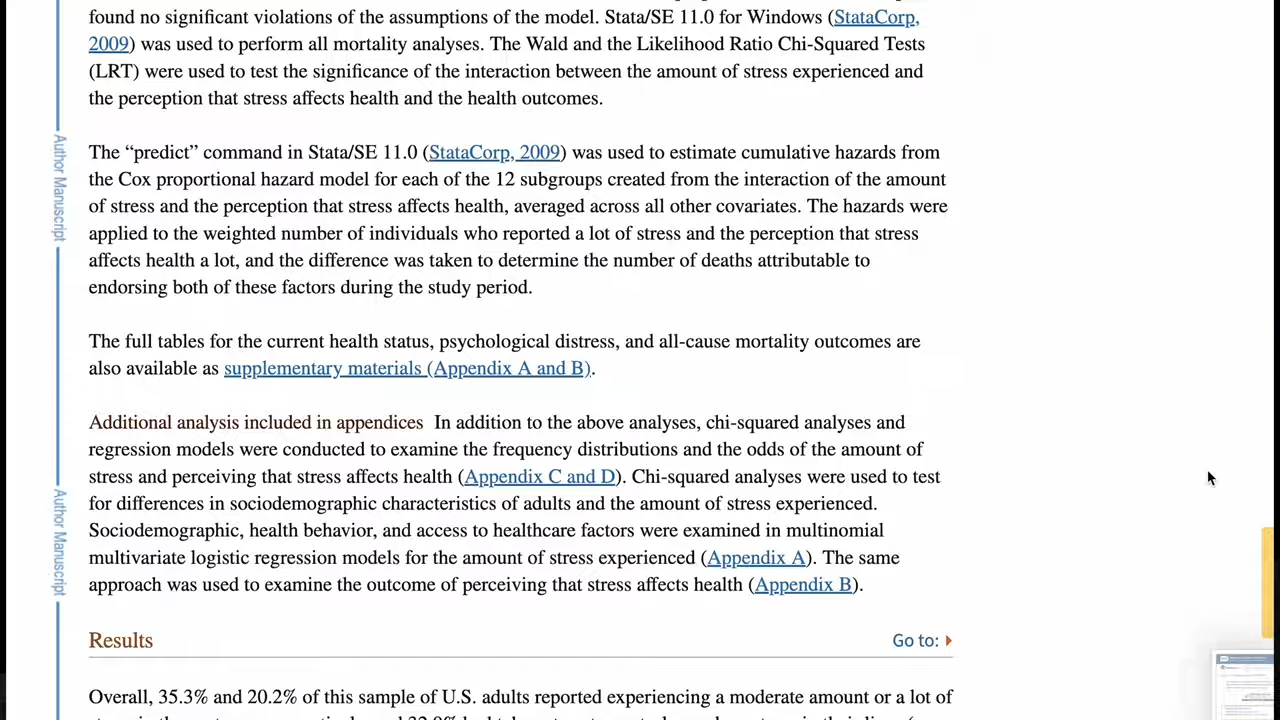 found no significant violations of the assumptions of the model. Stata/SE 11.0 for Windows (StataCorp,
2009) was used to perform all mortality analyses. The Wald and the Likelihood Ratio Chi-Squared Tests
(LRT) were used to test the significance of the interaction between the amount of stress experienced and
the perception that stress affects health and the health outcomes.
Author Manuscript
The “predict” command in Stata/SE 11.0 (StataCorp, 2009) was used to estimate cumulative hazards from
the Cox proportional hazard model for each of the 12 subgroups created from the interaction of the amount
of stress and the perception that stress affects health, averaged across all other covariates. The hazards were
applied to the weighted number of individuals who reported a lot of stress and the perception that stress
affects health a lot, and the difference was taken to determine the number of deaths attributable to
endorsing both of these factors during the study period.
The full tables for the current health status, psychological distress, and all-cause mortality outcomes are
also available as supplementary materials (Appendix A and B).
Additional analysis included in appendices In addition to the above analyses, chi-squared analyses and
regression models were conducted to examine the frequency distributions and the odds of the amount of
stress and perceiving that stress affects health (Appendix C and D). Chi-squared analyses were used to test
for differences in sociodemographic characteristics of adults and the amount of stress experienced.
Sociodemographic, health behavior, and access to healthcare factors were examined in multinomial
multivariate logistic regression models for the amount of stress experienced (Appendix A). The same
approach was used to examine the outcome of perceiving that stress affects health (Appendix B).
Author Manuscript
Results
Go to:
Overall, 35.3% and 20.2% of this sample of U.S. adults reported experiencing a moderate amount or a lot of